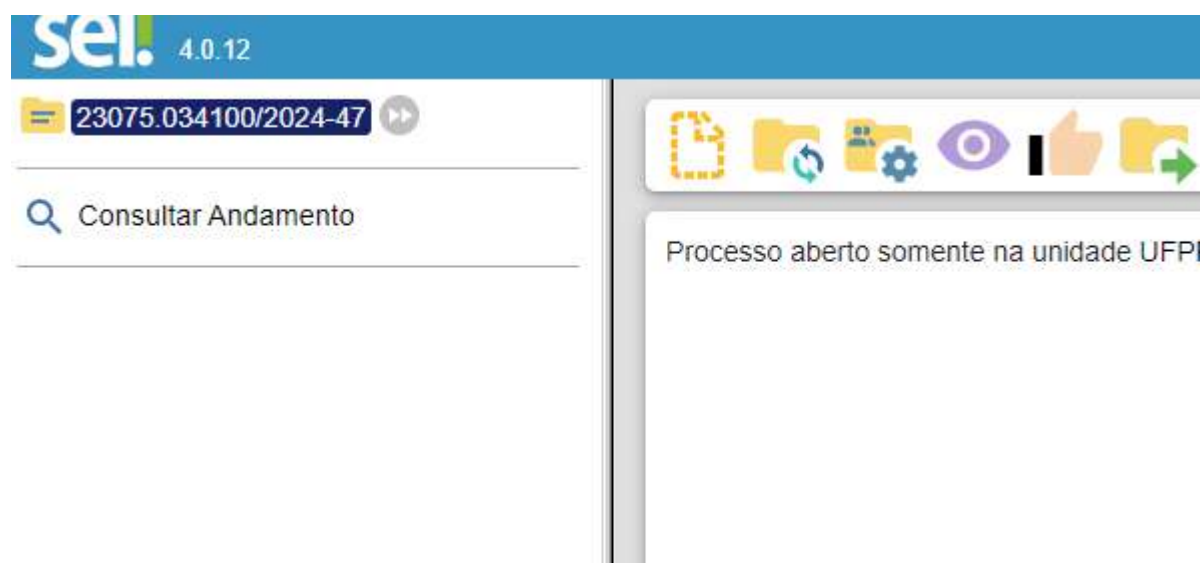 sei! 4.0.12
23075.034100/2024-47
Consultar Andamento
Processo aberto somente na unidade